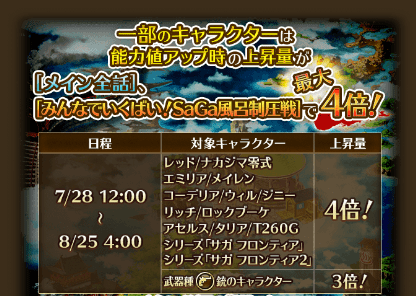 一部のキャラクターは
能力値アップ時の上昇量が
[メイン全話]、
[みんなでいくばい!SaGa風呂制圧戦]で最大4倍!
日程 対象キャラクター 上昇量
7/28 12:00
~
8/25 4:00
レッド/ナカジマ零式
エミリア/メイレン
コーデリア/ウィル/ジニー
リッチ/ロックブーケ
アセルス/タリア/T260G
シリーズ「サガ フロンティア」
シリーズ「サガ フロンティア2」
4倍!
武器種 銃のキャラクター 3倍!